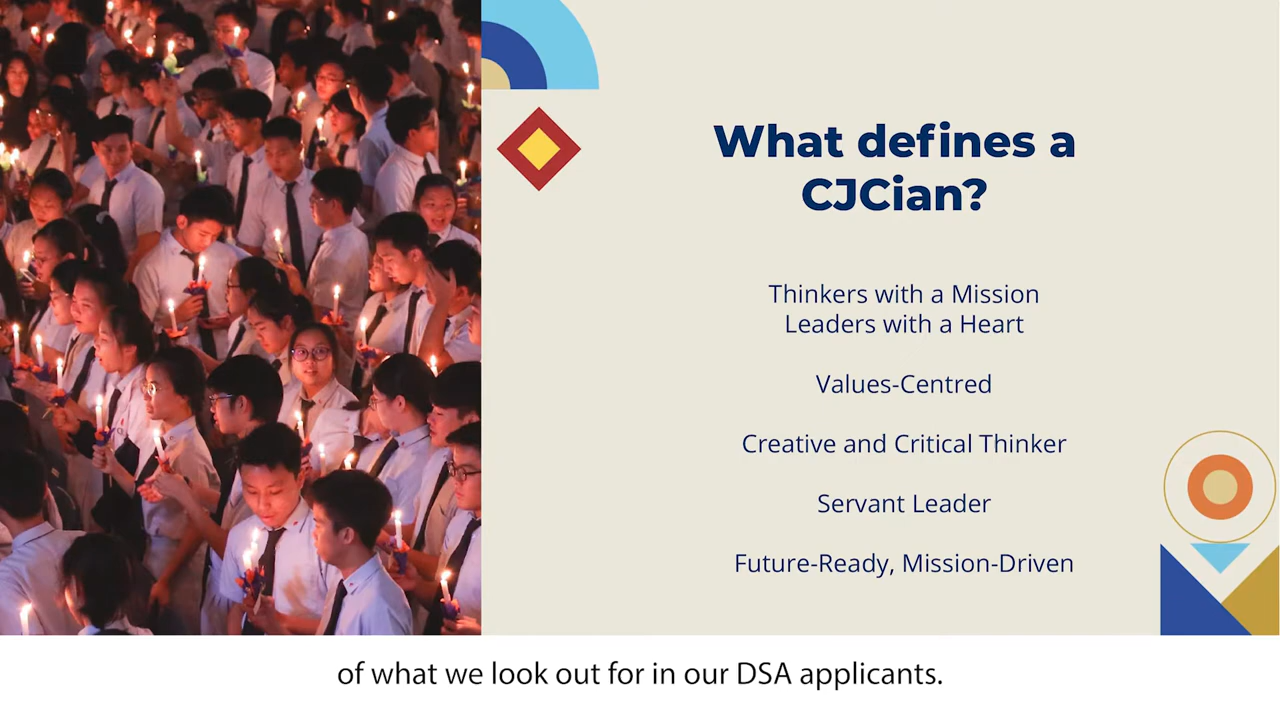 What defines a
CJCian?
Thinkers with a Mission
Leaders with a Heart
Values-Centred
Creative and Critical Thinker
Servant Leader
Future-Ready, Mission-Driven
of what we look out for in our DSA applicants.